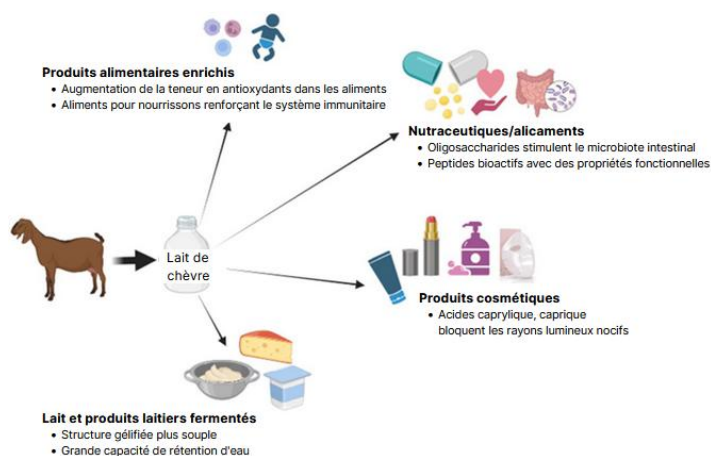 Produits alimentaires enrichis
• Augmentation de la teneur en antioxydants dans les aliments
• Aliments pour nourrissons renforçant le système immunitaire
Nutraceutiques/alicaments
• Oligosaccharides stimulent le microbiote intestinal
• Peptides bioactifs avec des propriétés fonctionnelles
Lait de
chèvre
Produits cosmétiques
• Acides caprylique, caprique
bloquent les rayons lumineux nocifs
Lait et produits laitiers fermentés
• Structure gélifiée plus souple
• Grande capacité de rétention d'eau